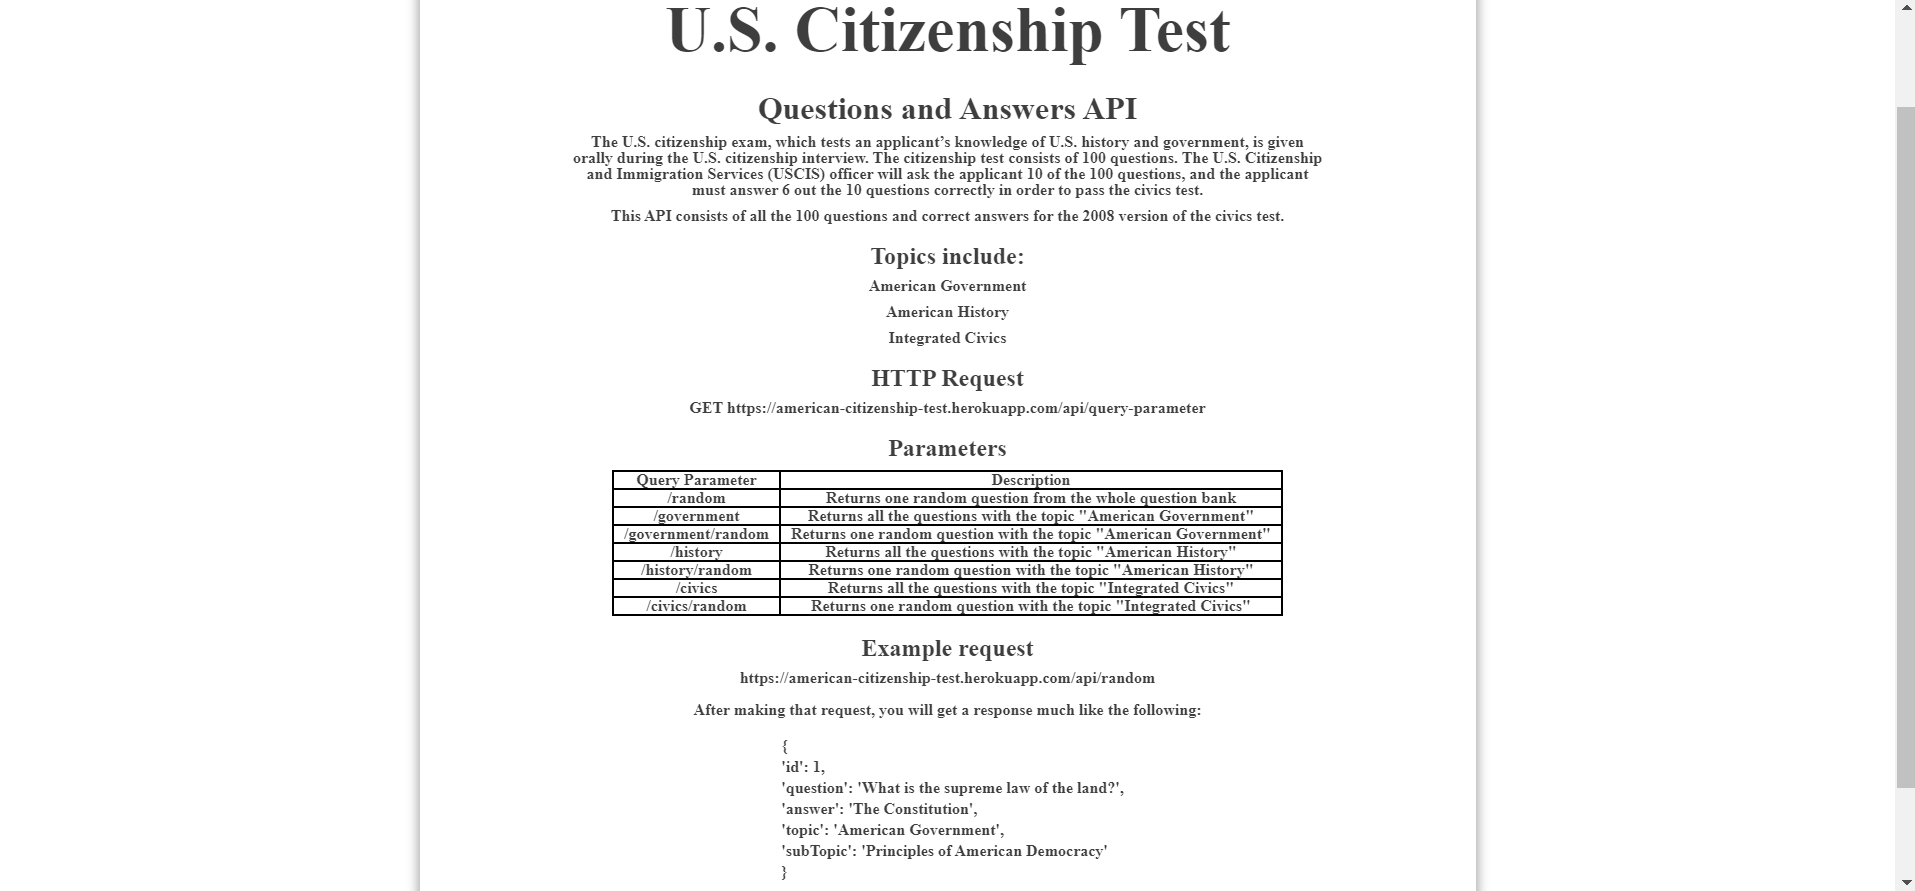 U.S. Citizenship Test
Questions and Answers API
The U.S. citizenship exam, which tests an applicant’s knowledge of U.S. history and government, is given
orally during the U.S. citizenship interview. The citizenship test consists of 100 questions. The U.S. Citizenship
and Immigration Services (USCIS) officer will ask the applicant 10 of the 100 questions, and the applicant
must answer 6 out the 10 questions correctly in order to pass the civics test.
This API consists of all the 100 questions and correct answers for the 2008 version of the civics test.
Topics include:
American Government
American History
Integrated Civics
HTTP Request
GET https://american-citizenship-test.herokuapp.com/api/query-parameter
Parameters
Query Parameter Description
/random Returns one random question from the whole question bank
/government Returns all the questions with the topic "American Government"
/government/random Returns one random question with the topic "American Government"
/history Returns all the questions with the topic "American History"
/history/random Returns one random question with the topic "American History"
/civics Returns all the questions with the topic "Integrated Civics"
/civics/random Returns one random question with the topic "Integrated Civics"
Example request
https://american-citizenship-test.herokuapp.com/api/random
After making that request, you will get a response much like the following:
{
'id': 1,
'question': 'What is the supreme law of the land?',
'answer': 'The Constitution',
'topic': 'American Government',
'subTopic': 'Principles of American Democracy'
}